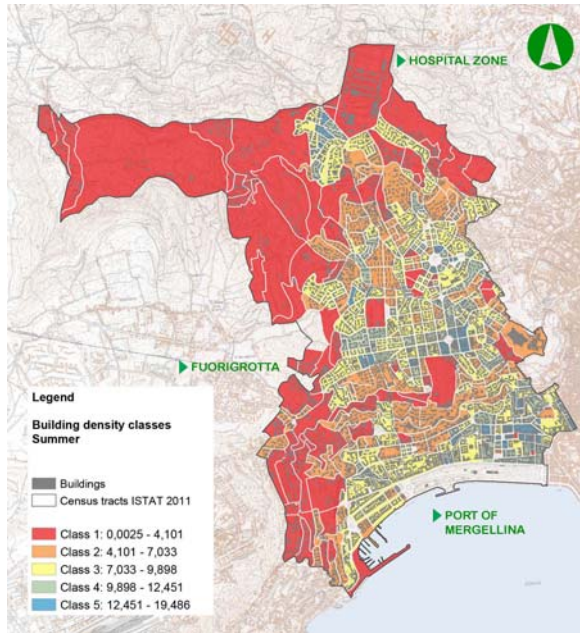 HOSPITAL ZONE
FUORIGROTTA
Legend
Building density classes
Summer
Buildings
Census tracts ISTAT 2011
Class 1: 0,0025 - 4,101
Class 2: 4,101 - 7,033
Class 3: 7,033 - 9,898
Class 4: 9,898 - 12,451
Class 5: 12,451 - 19,486
PORT OF
MERGELLINA